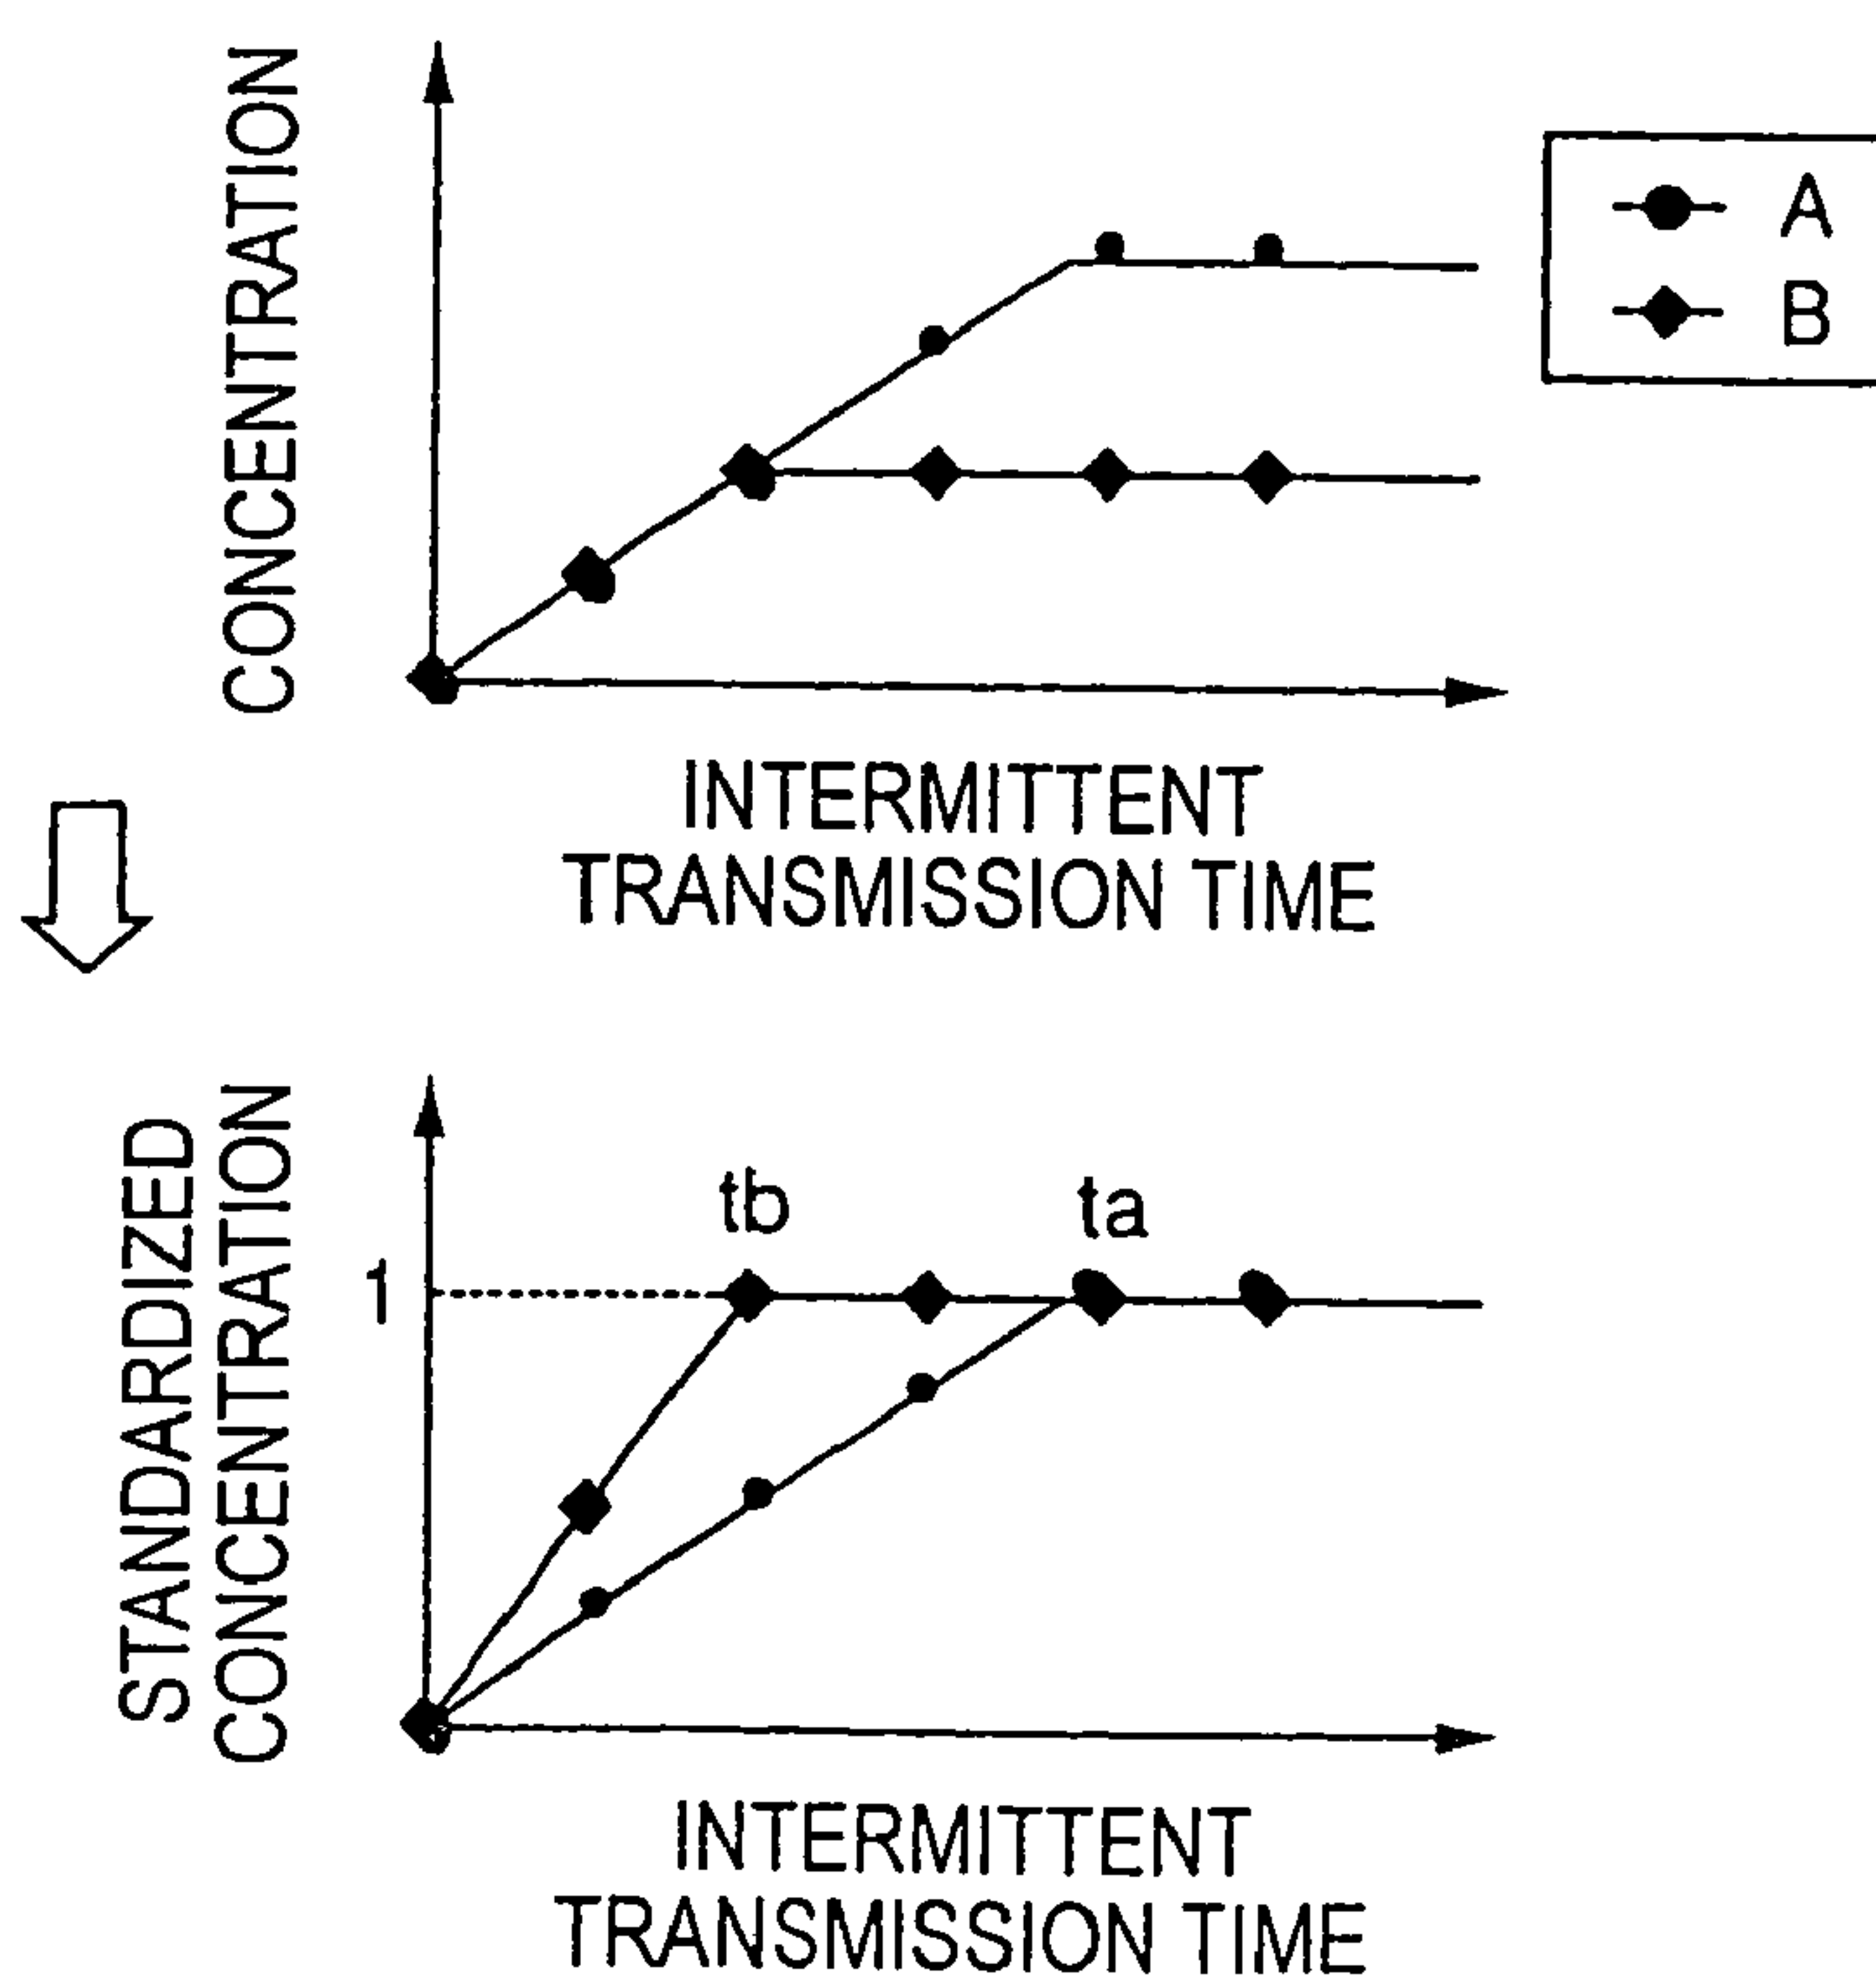 CONCENTRATION
A
B
INTERMITTENT
TRANSMISSION TIME
STANDARDIZED
CONCENTRATION
1
tb
ta
INTERMITTENT
TRANSMISSION TIME